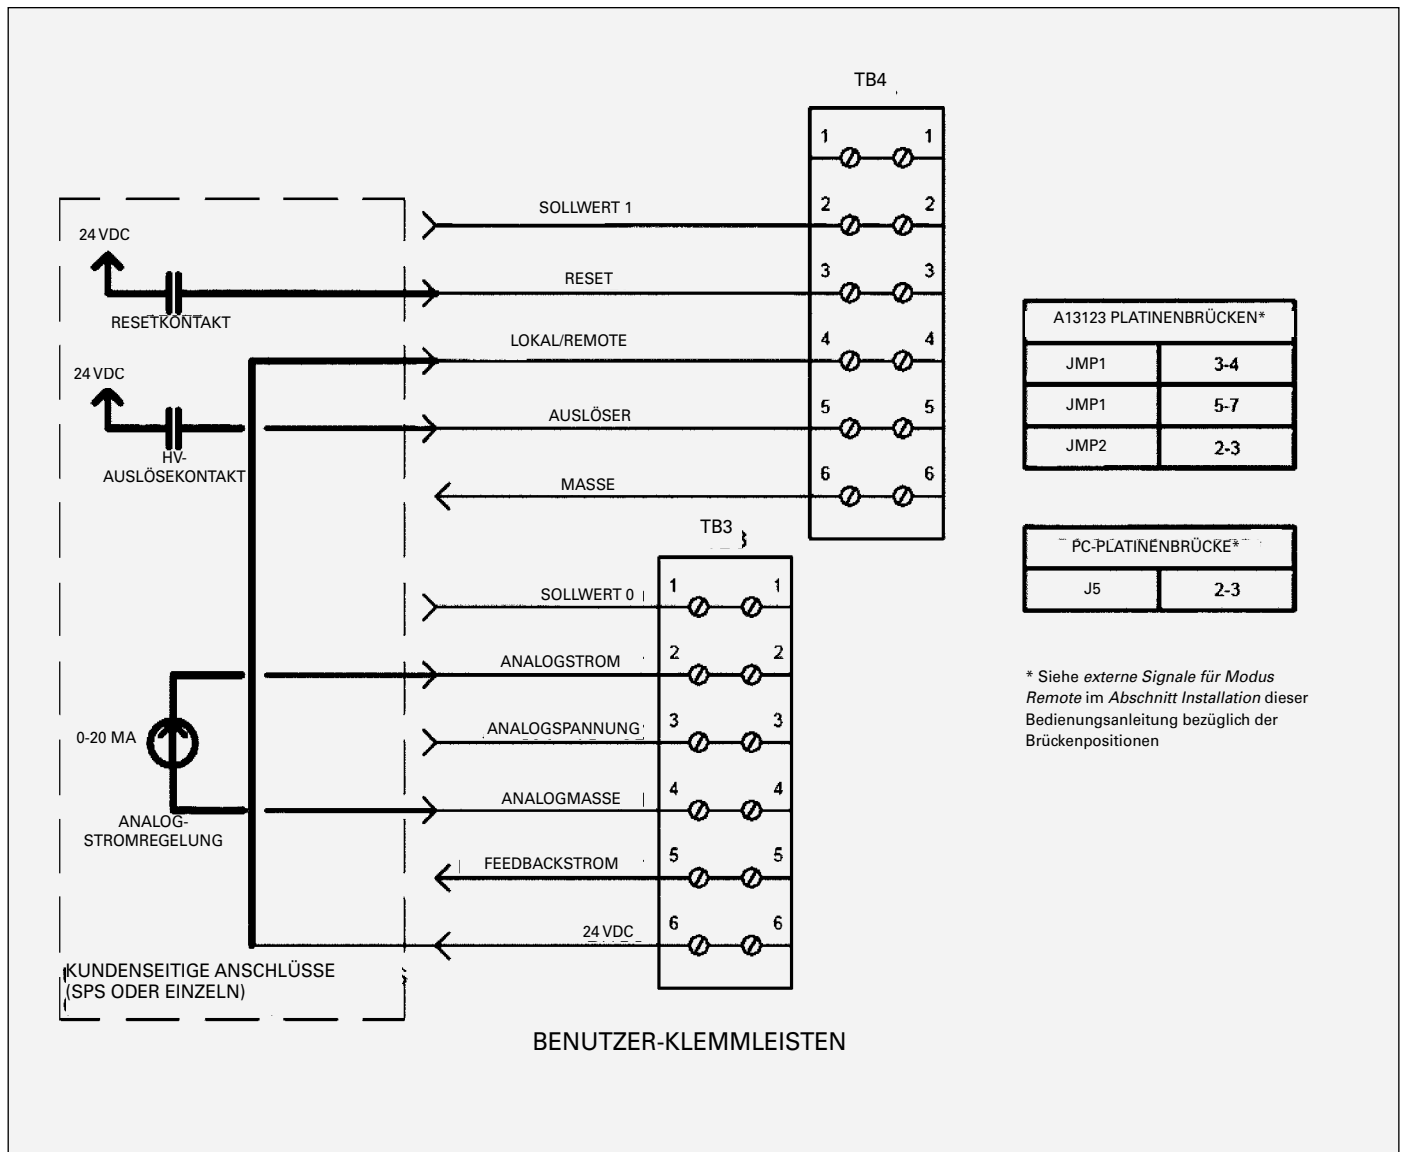 TB4
1 1
SOLLWERT 1
2 2
24 VDC
RESET
3 3
RESETKONTAKT
A13123 PLATINENBRÜCKEN*
LOKAL/REMOTE
4 4
JMP1 3-4
24 VDC
AUSLÖSER
5 5
JMP1 5-7
JMP2 2-3
HV-
AUSLÖSEKONTAKT
MASSE
6 6
TB3
PC-PLATINENBRÜCKE*
J5 2-3
SOLLWERT 0
1 1
ANALOGSTROM
2 2
* Siehe externe Signale für Modus
Remote im Abschnitt Installation dieser
Bedienungsanleitung bezüglich der
Brückenpositionen
0-20 MA
ANALOGSPANNUNG
3 3
ANALOGMASSE
4 4
ANALOG-
STROMREGELUNG
FEEDBACKSTROM
5 5
24 VDC
6 6
KUNDENSEITIGE ANSCHLÜSSE
(SPS ODER EINZELN)
BENUTZER-KLEMMLEISTEN